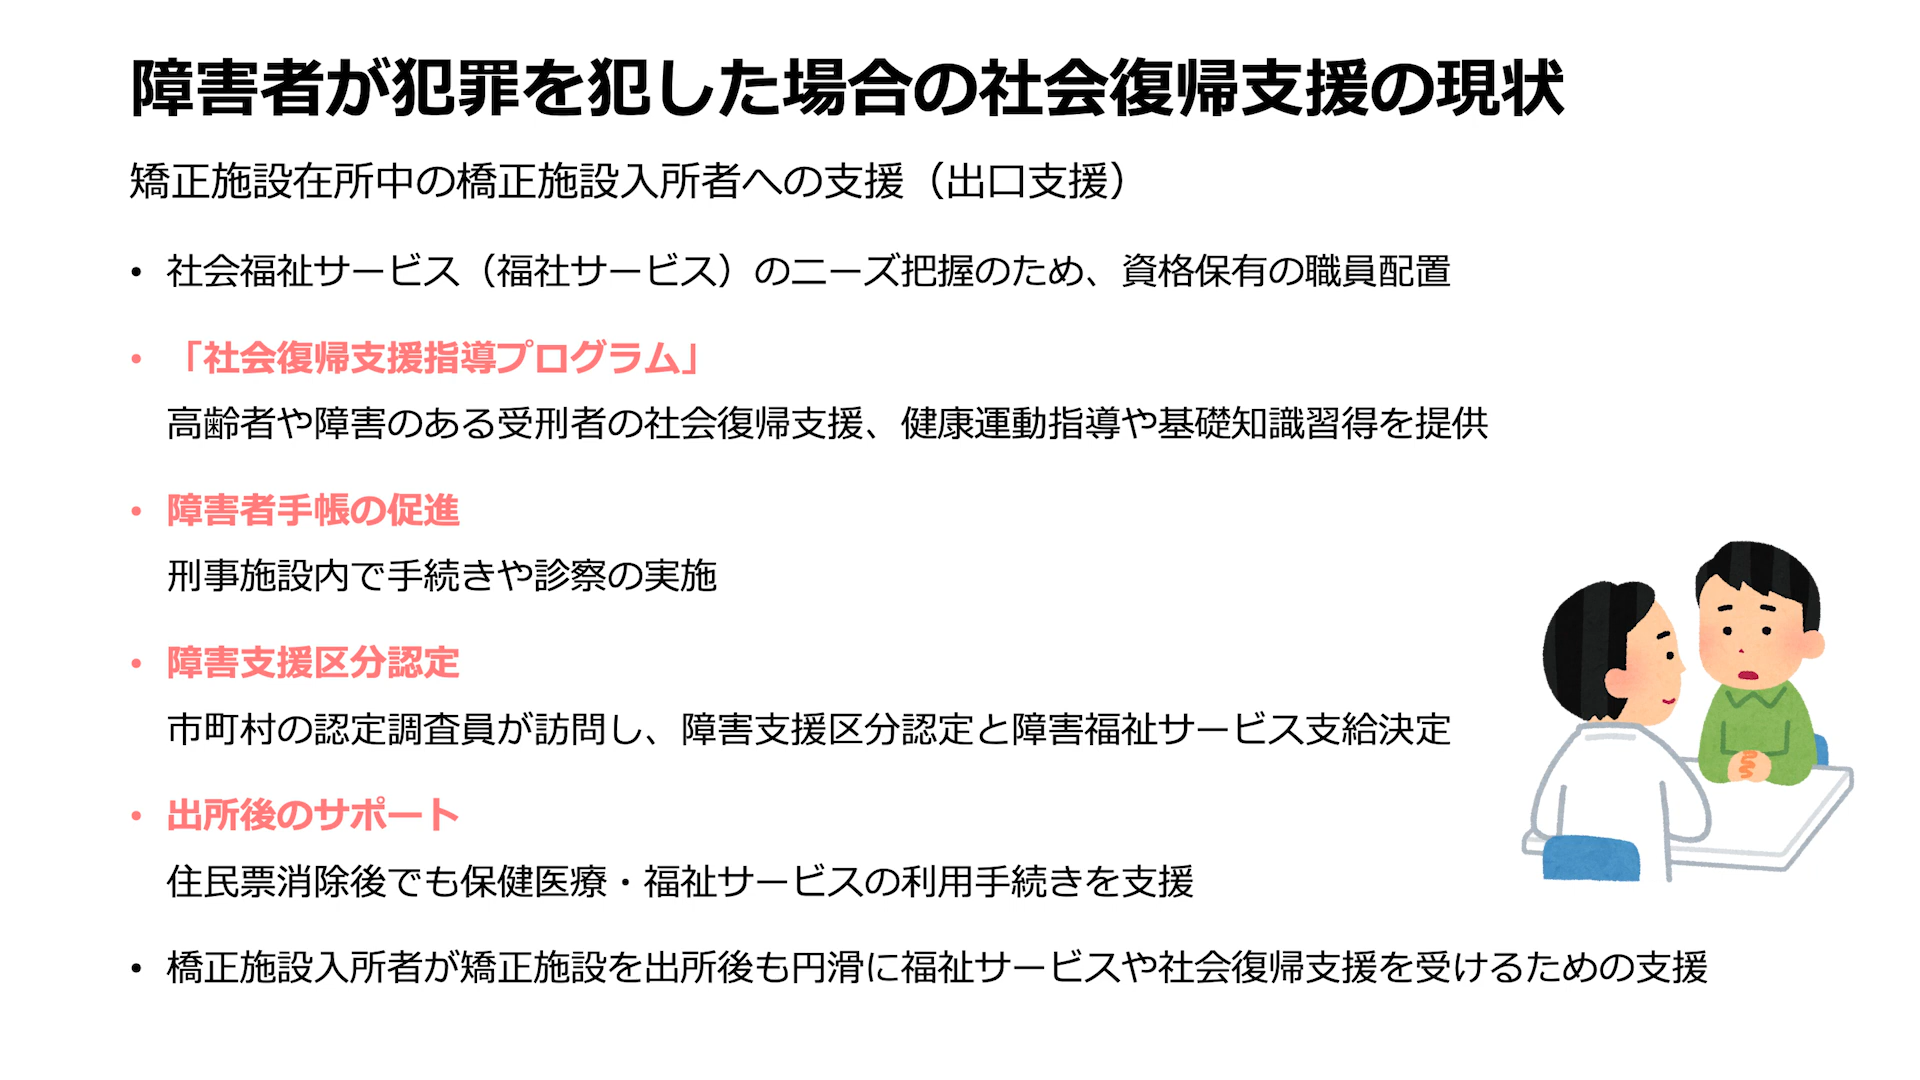 障害者が犯罪を犯した場合の社会復帰支援の現状
矯正施設在所中の橋正施設入所者への支援（出口支援）
• 社会福祉サービス（福社サービス）のニーズ把握のため、資格保有の職員配置
• 「社会復帰支援指導プログラム」
高齢者や障害のある受刑者の社会復帰支援、健康運動指導や基礎知識習得を提供
• 障害者手帳の促進
刑事施設内で手続きや診察の実施
• 障害支援区分認定
市町村の認定調査員が訪問し、障害支援区分認定と障害福祉サービス支給決定
• 出所後のサポート
住民票消除後でも保健医療・福祉サービスの利用手続きを支援
• 橋正施設入所者が矯正施設を出所後も円滑に福祉サービスや社会復帰支援を受けるための支援